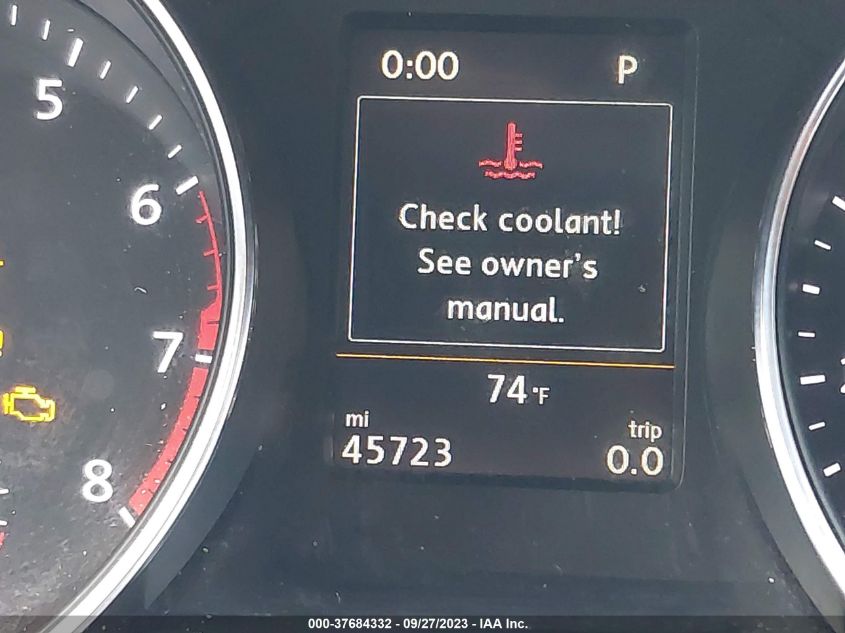 0:00 P
5
6
7
8
Check coolant!
See owner's
manual.
74°F
mi
45723
trip
0.0
000-37684332 - 09/27/2023 - IAA Inc.